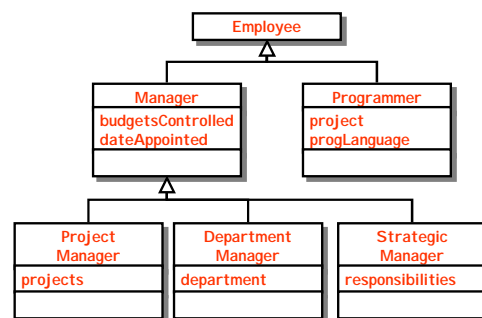 Employee
Manager
budgetsControlled
dateAppointed
Programmer
project
progLanguage
Project
Manager
projects
Department
Manager
department
Strategic
Manager
responsibilities